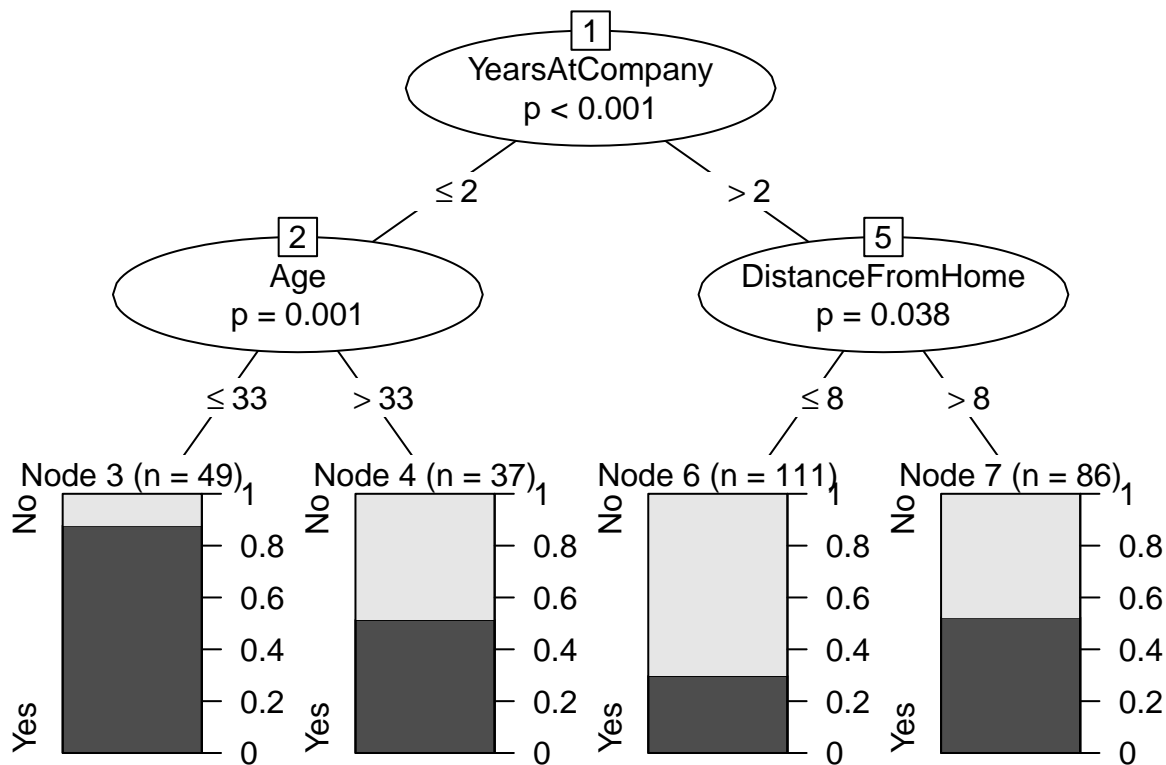 1
YearsAtCompany
p < 0.001
≤ 2
> 2
2
Age
p = 0.001
5
DistanceFromHome
p = 0.038
≤ 33
> 33
≤ 8
> 8
Node 3 (n = 49)
Yes
No
0
0.2
0.4
0.6
0.8
1
Node 4 (n = 37)
Yes
No
0
0.2
0.4
0.6
0.8
1
Node 6 (n = 111)
Yes
No
0
0.2
0.4
0.6
0.8
1
Node 7 (n = 86)
Yes
No
0
0.2
0.4
0.6
0.8
1